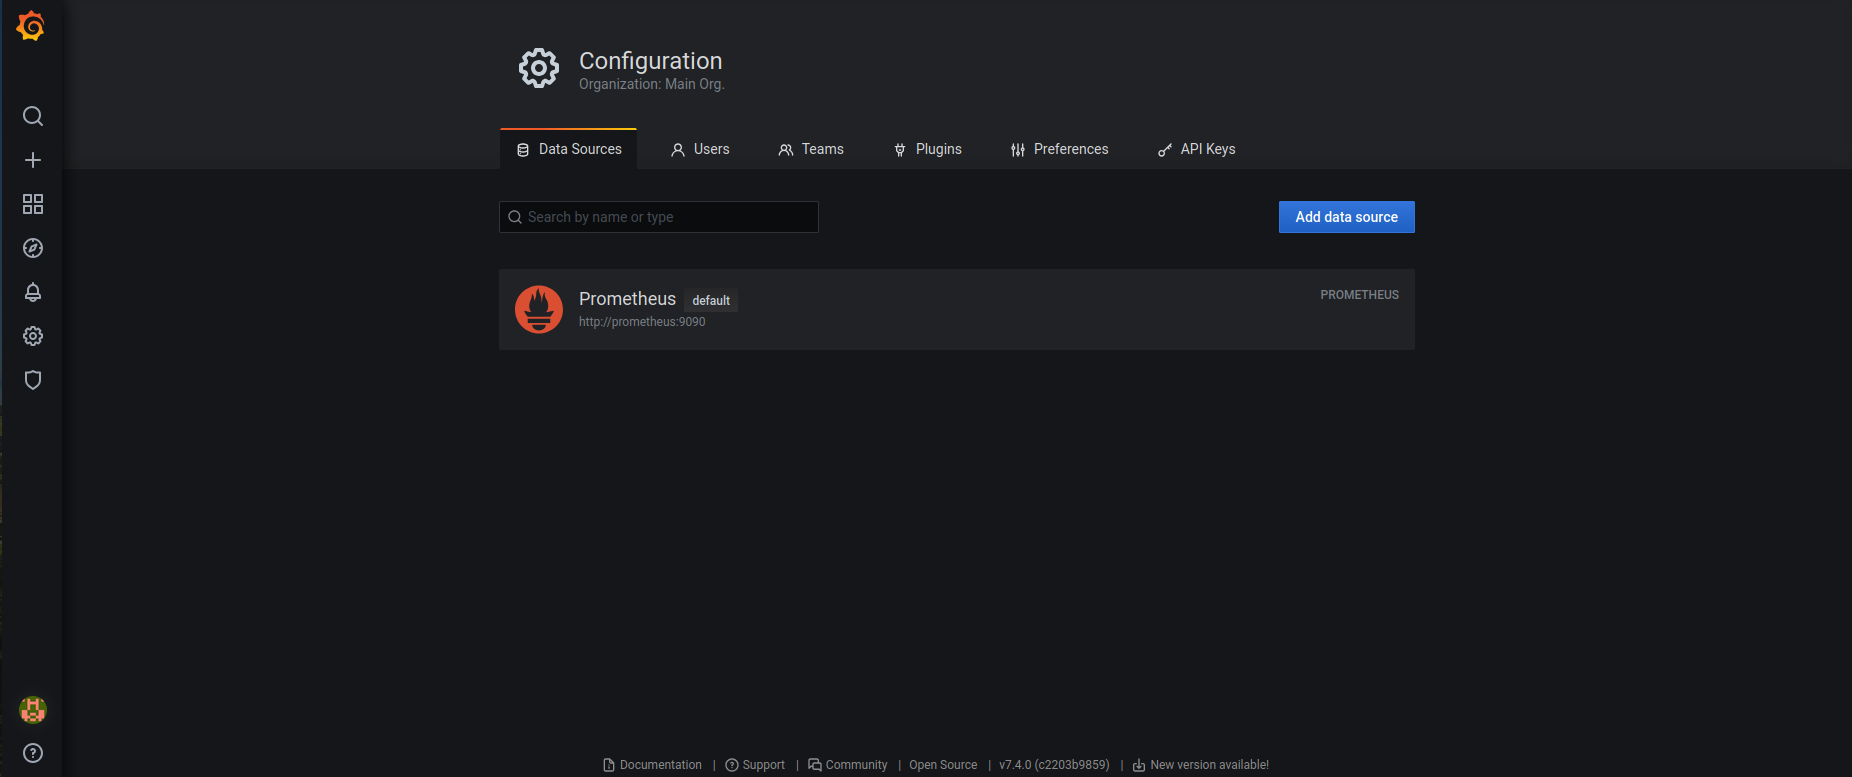 Configuration
Organization: Main Org.
Data Sources
Users
Teams
Plugins
Preferences
API Keys
Search by name or type
Add data source
Prometheus default
PROMETHEUS
http://prometheus:9090
Documentation | Support | Community | Open Source | v7.4.0 (c2203b9859) | New version available!